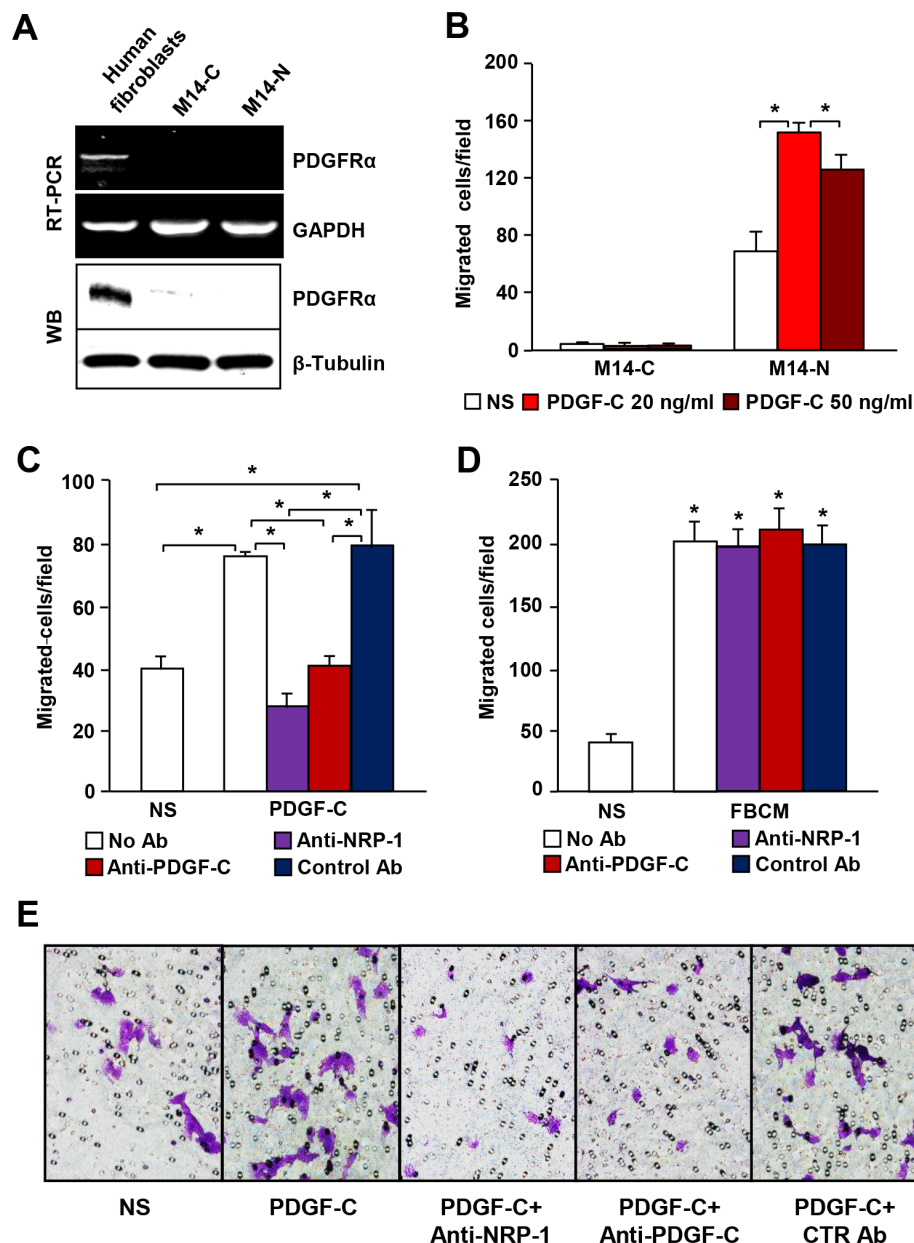 A
Human
fibroblasts
M14-C
M14-N
RT-PCR
PDGFRα
GAPDH
WB
PDGFRα
β-Tubulin
B
Migrated cells/field
200
160
120
80
40
0
*
*
M14-C
M14-N
NS
PDGF-C 20 ng/ml
PDGF-C 50 ng/ml
C
Migrated-cells/field
100
80
60
40
20
0
*
*
*
*
*
*
NS
PDGF-C
No Ab
Anti-NRP-1
Anti-PDGF-C
Control Ab
D
Migrated cells/field
250
200
150
100
50
0
*
*
*
*
NS
FBCM
No Ab
Anti-NRP-1
Anti-PDGF-C
Control Ab
E
NS
PDGF-C
PDGF-C+
Anti-NRP-1
PDGF-C+
Anti-PDGF-C
PDGF-C+
CTR Ab